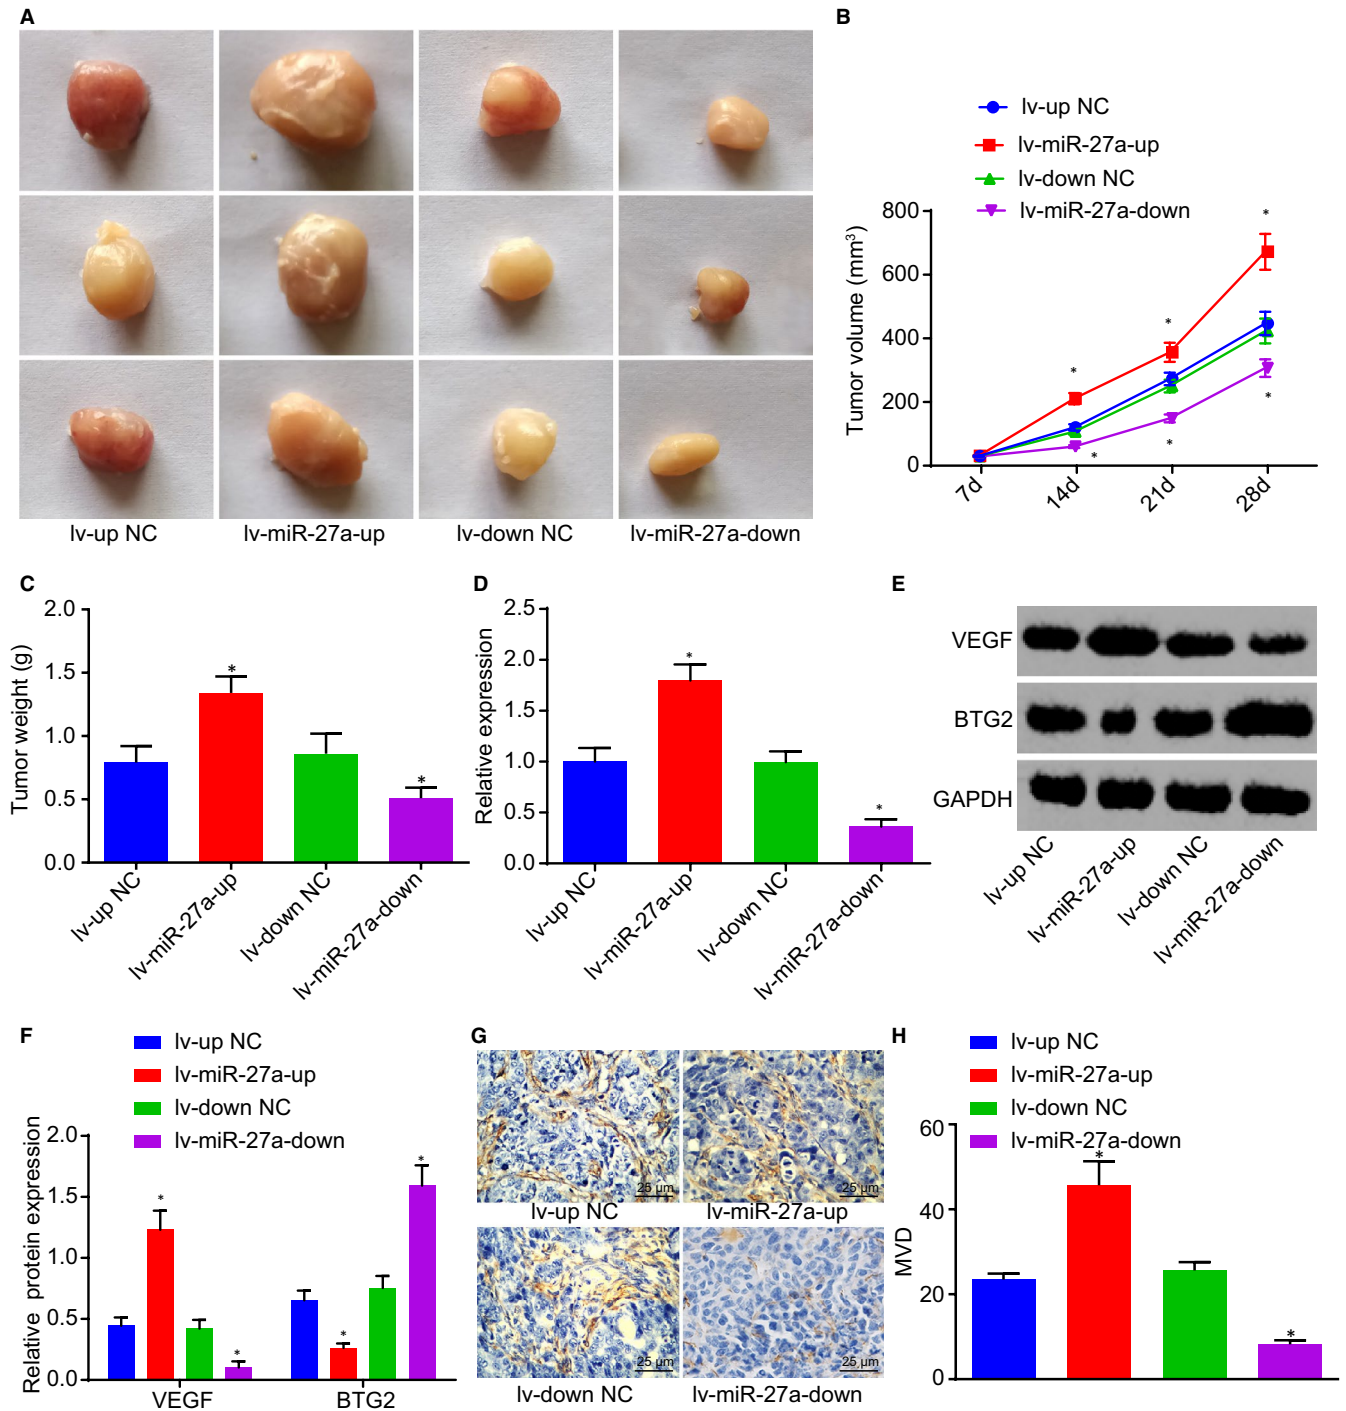 A
lv-up NC
lv-miR-27a-up
lv-down NC
lv-miR-27a-down
B
lv-up NC
lv-miR-27a-up
lv-down NC
lv-miR-27a-down
Tumor volume (mm³)
800
600
400
200
0
7d
14d
21d
28d
*
*
*
*
*
*
C
Tumor weight (g)
2.0
1.5
1.0
0.5
0.0
*
*
lv-up NC
lv-miR-27a-up
lv-down NC
lv-miR-27a-down
D
Relative expression
2.5
2.0
1.5
1.0
0.5
0.0
*
*
lv-up NC
lv-miR-27a-up
lv-down NC
lv-miR-27a-down
E
VEGF
BTG2
GAPDH
lv-up NC
lv-miR-27a-up
lv-down NC
lv-miR-27a-down
F
lv-up NC
lv-miR-27a-up
lv-down NC
lv-miR-27a-down
Relative protein expression
2.0
1.5
1.0
0.5
0.0
*
*
*
*
VEGF
BTG2
G
25 µm
25 µm
lv-up NC
lv-miR-27a-up
25 µm
25 µm
lv-down NC
lv-miR-27a-down
H
lv-up NC
lv-miR-27a-up
lv-down NC
lv-miR-27a-down
MVD
60
40
20
0
*
*